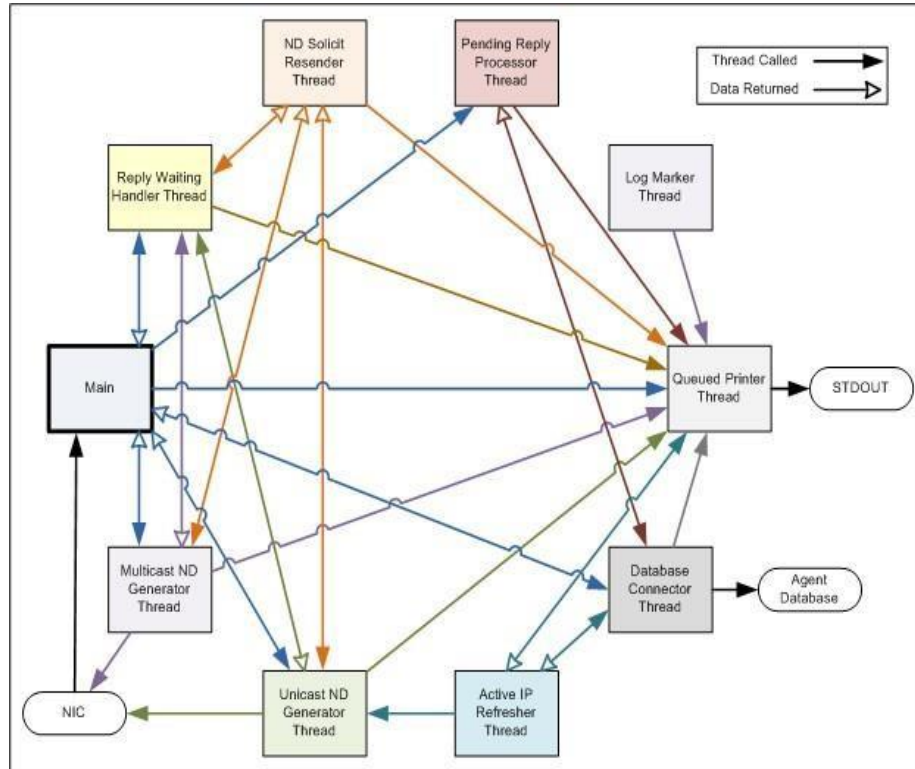 ND Solicit
Resender
Thread
Pending Reply
Processor
Thread
Thread Called
Data Returned
Reply Waiting
Handler Thread
Log Marker
Thread
Main
Queued Printer
Thread
STDOUT
Multicast ND
Generator
Thread
Database
Connector
Thread
Agent
Database
NIC
Unicast ND
Generator
Thread
Active IP
Refresher
Thread